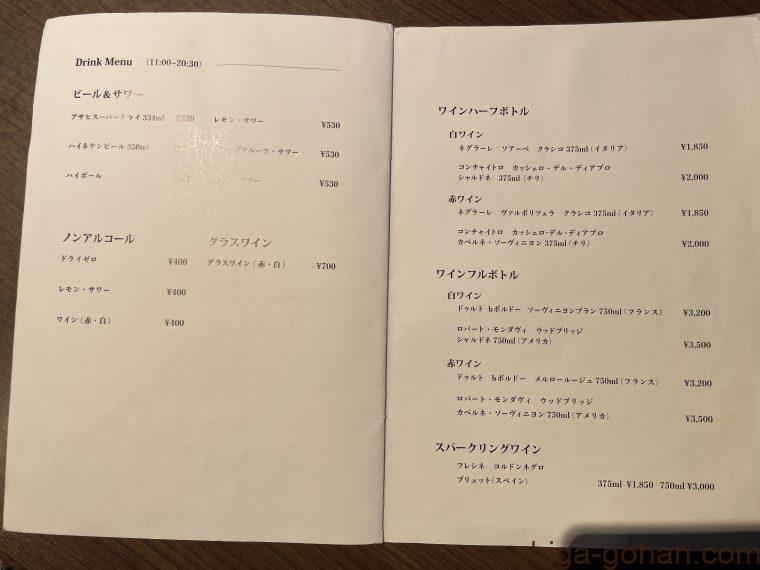 Drink Menu (11:00~20:30)
ビール&サワー
アサヒスーパードライ 334ml ¥530
レモン・サワー ¥530
ハイネケンビール 330ml
グレープフルーツ・サワー ¥530
ハイボール
サワー ¥530
ノンアルコール
ドライゼロ ¥400
レモン・サワー ¥400
ワイン(赤・白) ¥400
グラスワイン
グラスワイン(赤・白) ¥700
ワインハーフボトル
白ワイン
ネグラーレ ソアーベ クラシコ 375ml(イタリア) ¥1,850
コンチャイトロ カッシェロ・デル・ディアブロ
シャルドネ 375ml(チリ) ¥2,000
赤ワイン
ネグラーレ ヴァルポリツェラ クラシコ 375ml(イタリア) ¥1,850
コンチャイトロ カッシェロ・デル・ディアブロ
カベルネ・ソーヴィニヨン 375ml(チリ) ¥2,000
ワインフルボトル
白ワイン
ドゥルト bボルドー ソーヴィニヨンブラン 750ml(フランス) ¥3,200
ロバート・モンダヴィ ウッドブリッジ
シャルドネ 750ml(アメリカ) ¥3,500
赤ワイン
ドゥルト bボルドー メルロールージュ 750ml(フランス) ¥3,200
ロバート・モンダヴィ ウッドブリッジ
カベルネ・ソーヴィニヨン 750ml(アメリカ) ¥3,500
スパークリングワイン
フレシネ コルドンネグロ
ブリュット(スペイン) 375ml ¥1,850 750ml ¥3,000
higa-gohan.com